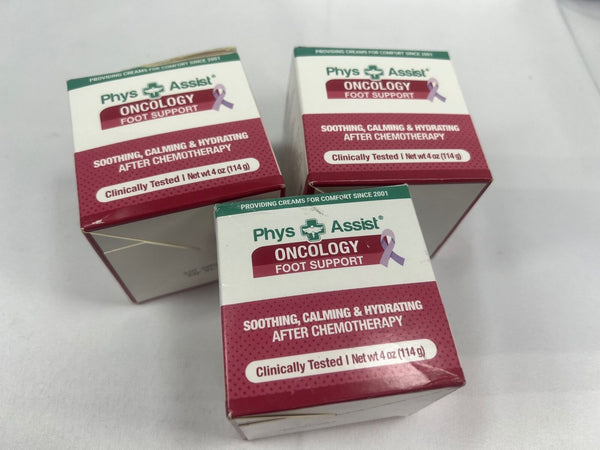 PROVIDING CREAMS FOR COMFORT SINCE 2001
Phys Assist®
ONCOLOGY
FOOT SUPPORT
SOOTHING, CALMING & HYDRATING
AFTER CHEMOTHERAPY
Clinically Tested | Net wt 4 oz (114 g)
PROVIDING CREAMS FOR COMFORT SINCE 2001
Phys Assist®
ONCOLOGY
FOOT SUPPORT
SOOTHING, CALMING & HYDRATING
AFTER CHEMOTHERAPY
Clinically Tested | Net wt 4 oz (114 g)
PROVIDING CREAMS FOR COMFORT SINCE 2001
Phys Assist®
ONCOLOGY
FOOT SUPPORT
SOOTHING, CALMING & HYDRATING
AFTER CHEMOTHERAPY
Clinically Tested | Net wt 4 oz (114 g)